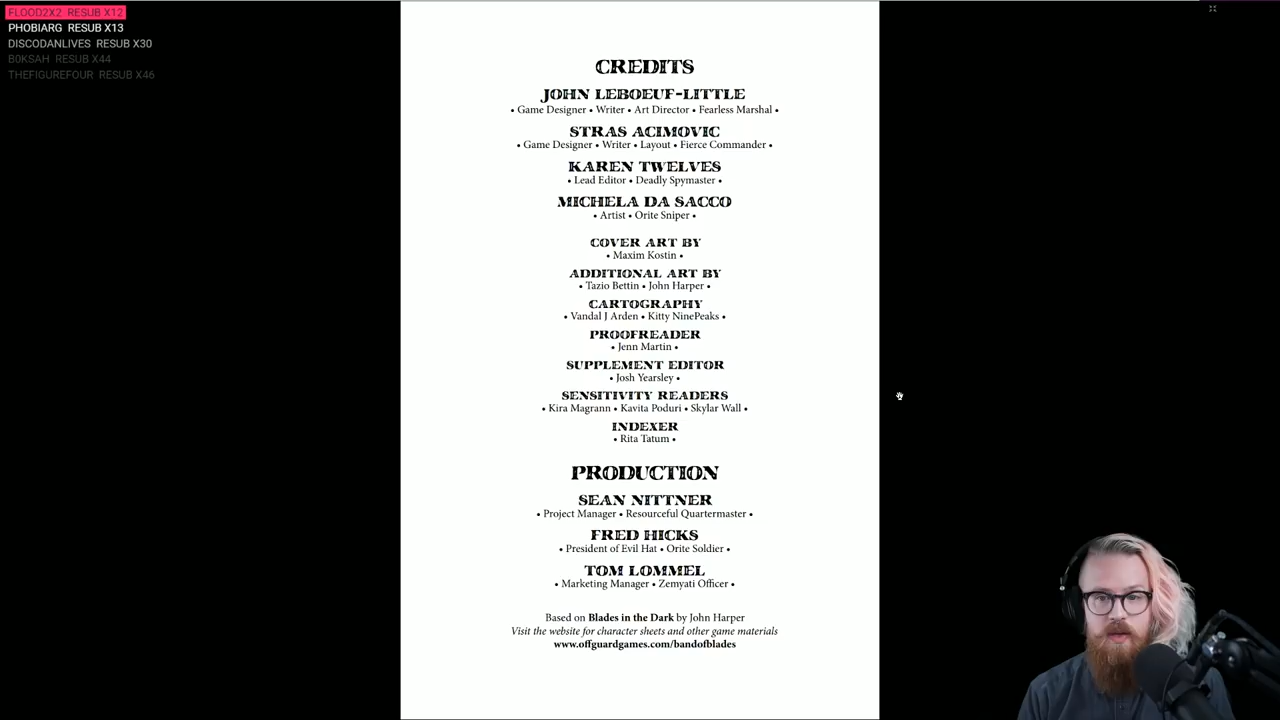 FLOOD2X2 RESUB X12
PHOBIARG RESUB X13
DISCODANLIVES RESUB X30
B0KSAH RESUB X44
THEFIGUREFOUR RESUB X46
CREDITS
JOHN LEBOEUF-LITTLE
• Game Designer • Writer • Art Director • Fearless Marshal •
STRAS ACIMOVIC
• Game Designer • Writer • Layout • Fierce Commander •
KAREN TWELVES
• Lead Editor • Deadly Spymaster •
MICHELA DA SACCO
• Artist • Orite Sniper •
COVER ART BY
• Maxim Kostin •
ADDITIONAL ART BY
• Tazio Bettin • John Harper •
CARTOGRAPHY
• Vandal J Arden • Kitty NinePeaks •
PROOFREADER
• Jenn Martin •
SUPPLEMENT EDITOR
• Josh Yearsley •
SENSITIVITY READERS
• Kira Magrann • Kavita Poduri • Skylar Wall •
INDEXER
• Rita Tatum •
PRODUCTION
SEAN NITTNER
• Project Manager • Resourceful Quartermaster •
FRED HICKS
• President of Evil Hat • Orite Soldier •
TOM LOMMEL
• Marketing Manager • Zemyati Officer •
Based on Blades in the Dark by John Harper
Visit the website for character sheets and other game materials
www.offguardgames.com/bandofblades